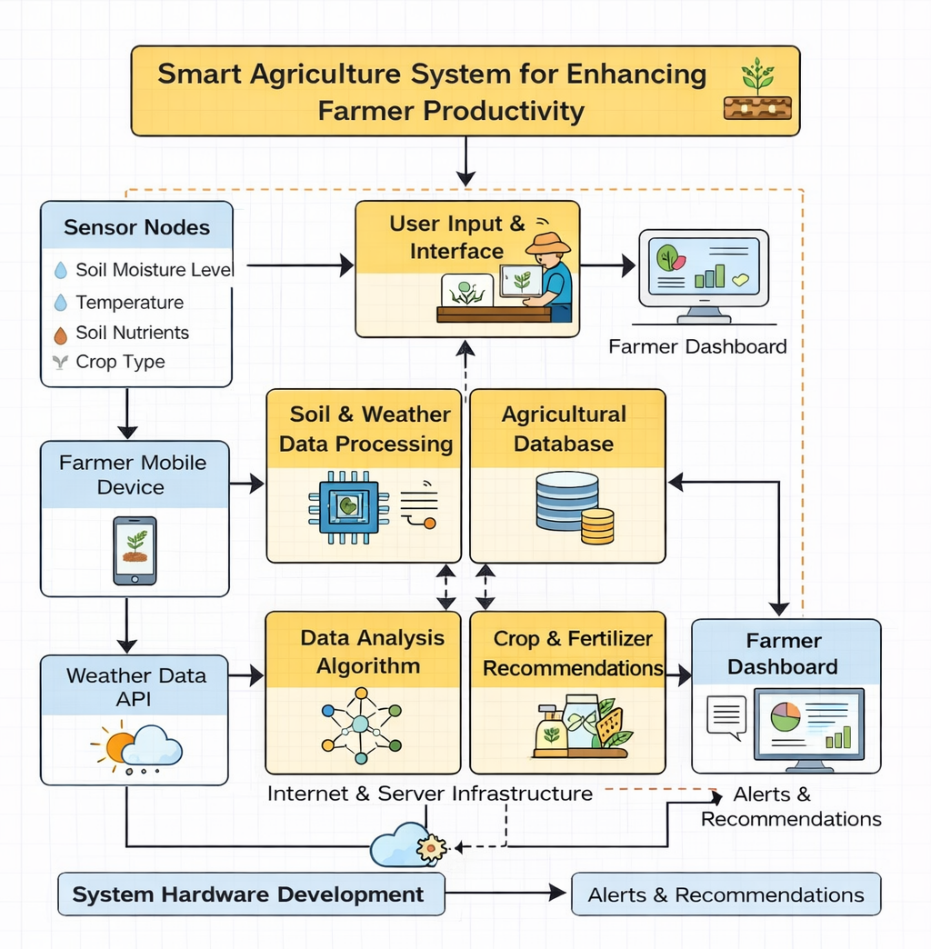 Smart Agriculture System for Enhancing
Farmer Productivity
Sensor Nodes
Soil Moisture Level
Temperature
Soil Nutrients
Crop Type
User Input &
Interface
Farmer Dashboard
Farmer Mobile
Device
Soil & Weather
Data Processing
Agricultural
Database
Weather Data
API
Data Analysis
Algorithm
Crop & Fertilizer
Recommendations
Farmer
Dashboard
Internet & Server Infrastructure
Alerts &
Recommendations
System Hardware Development
Alerts & Recommendations